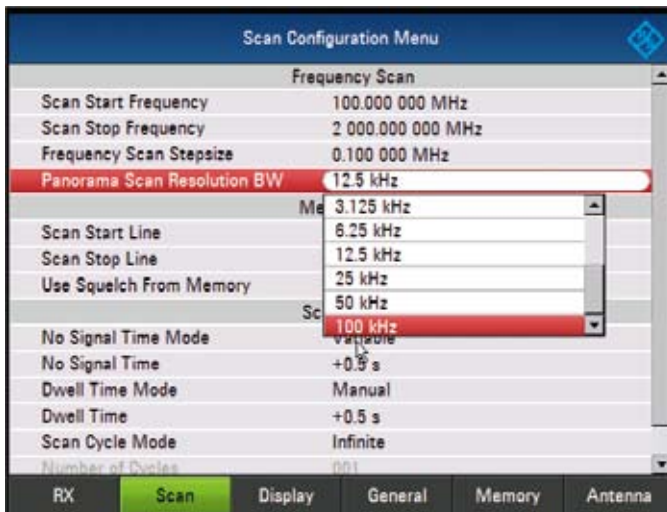 Scan Configuration Menu
Frequency Scan
Scan Start Frequency 100.000 000 MHz
Scan Stop Frequency 2 000.000 000 MHz
Frequency Scan Stepsize 0.100 000 MHz
Panorama Scan Resolution BW 12.5 kHz
Me 3.125 kHz
Scan Start Line 6.25 kHz
Scan Stop Line 12.5 kHz
Use Squelch From Memory 25 kHz
50 kHz
Sc 100 kHz
No Signal Time Mode Variable
No Signal Time +0.5 s
Dwell Time Mode Manual
Dwell Time +0.5 s
Scan Cycle Mode Infinite
Number of Cycles 001
RX Scan Display General Memory Antenna